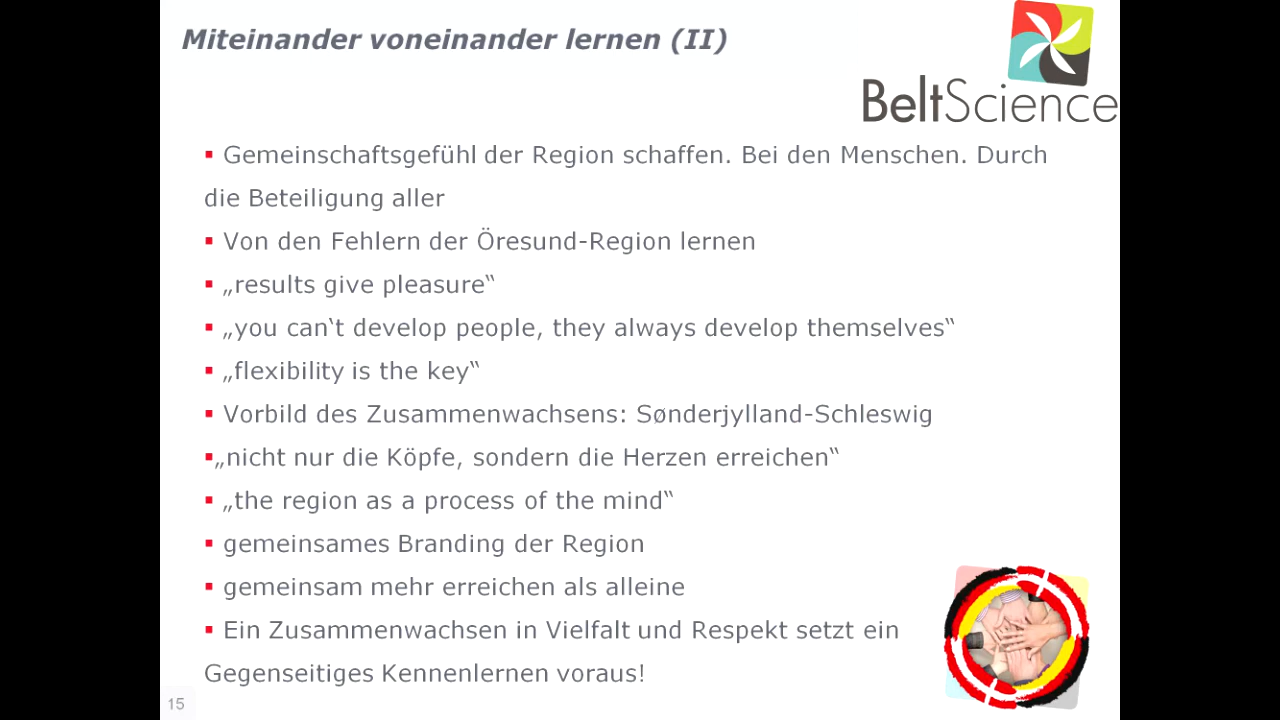 Miteinander voneinander lernen (II)
BeltScience
▪ Gemeinschaftsgefühl der Region schaffen. Bei den Menschen. Durch
die Beteiligung aller
▪ Von den Fehlern der Öresund-Region lernen
▪ „results give pleasure“
▪ „you can‘t develop people, they always develop themselves“
▪ „flexibility is the key“
▪ Vorbild des Zusammenwachsens: Sønderjylland-Schleswig
▪„nicht nur die Köpfe, sondern die Herzen erreichen“
▪ „the region as a process of the mind“
▪ gemeinsames Branding der Region
▪ gemeinsam mehr erreichen als alleine
▪ Ein Zusammenwachsen in Vielfalt und Respekt setzt ein
Gegenseitiges Kennenlernen voraus!
15